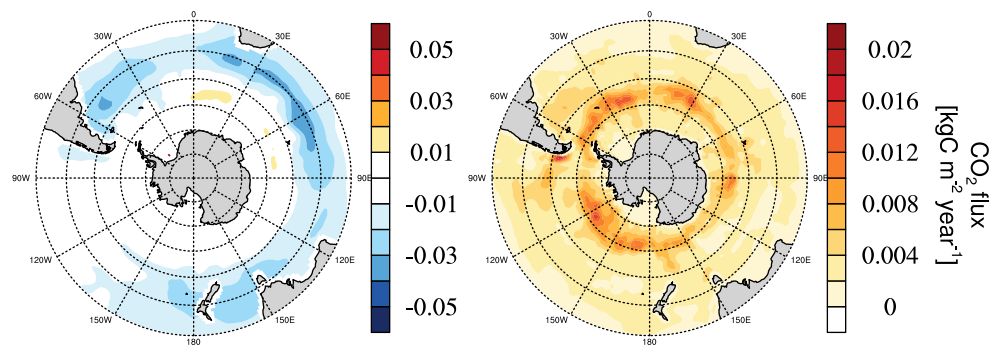 0
30W
30E
60W
60E
90W
90E
120W
120E
150W
150E
180
0.05
0.03
0.01
-0.01
-0.03
-0.05
0
30W
30E
60W
60E
90W
90E
120W
120E
150W
150E
180
0.02
0.016
0.012
0.008
0.004
0
CO₂ flux
[kgC m⁻² year⁻¹]